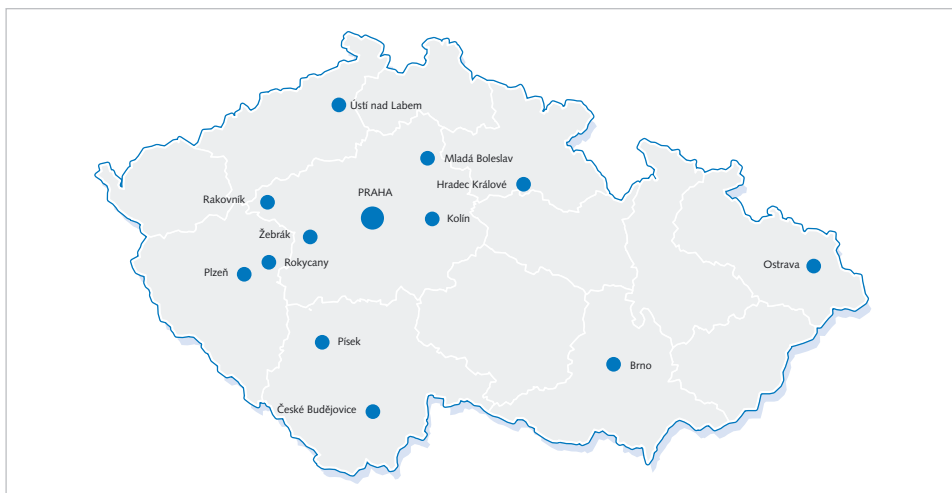 Ústí nad Labem
Mladá Boleslav
Hradec Králové
PRAHA
Rakovník
Kolín
Žebrák
Rokycany
Plzeň
Ostrava
Písek
Brno
České Budějovice